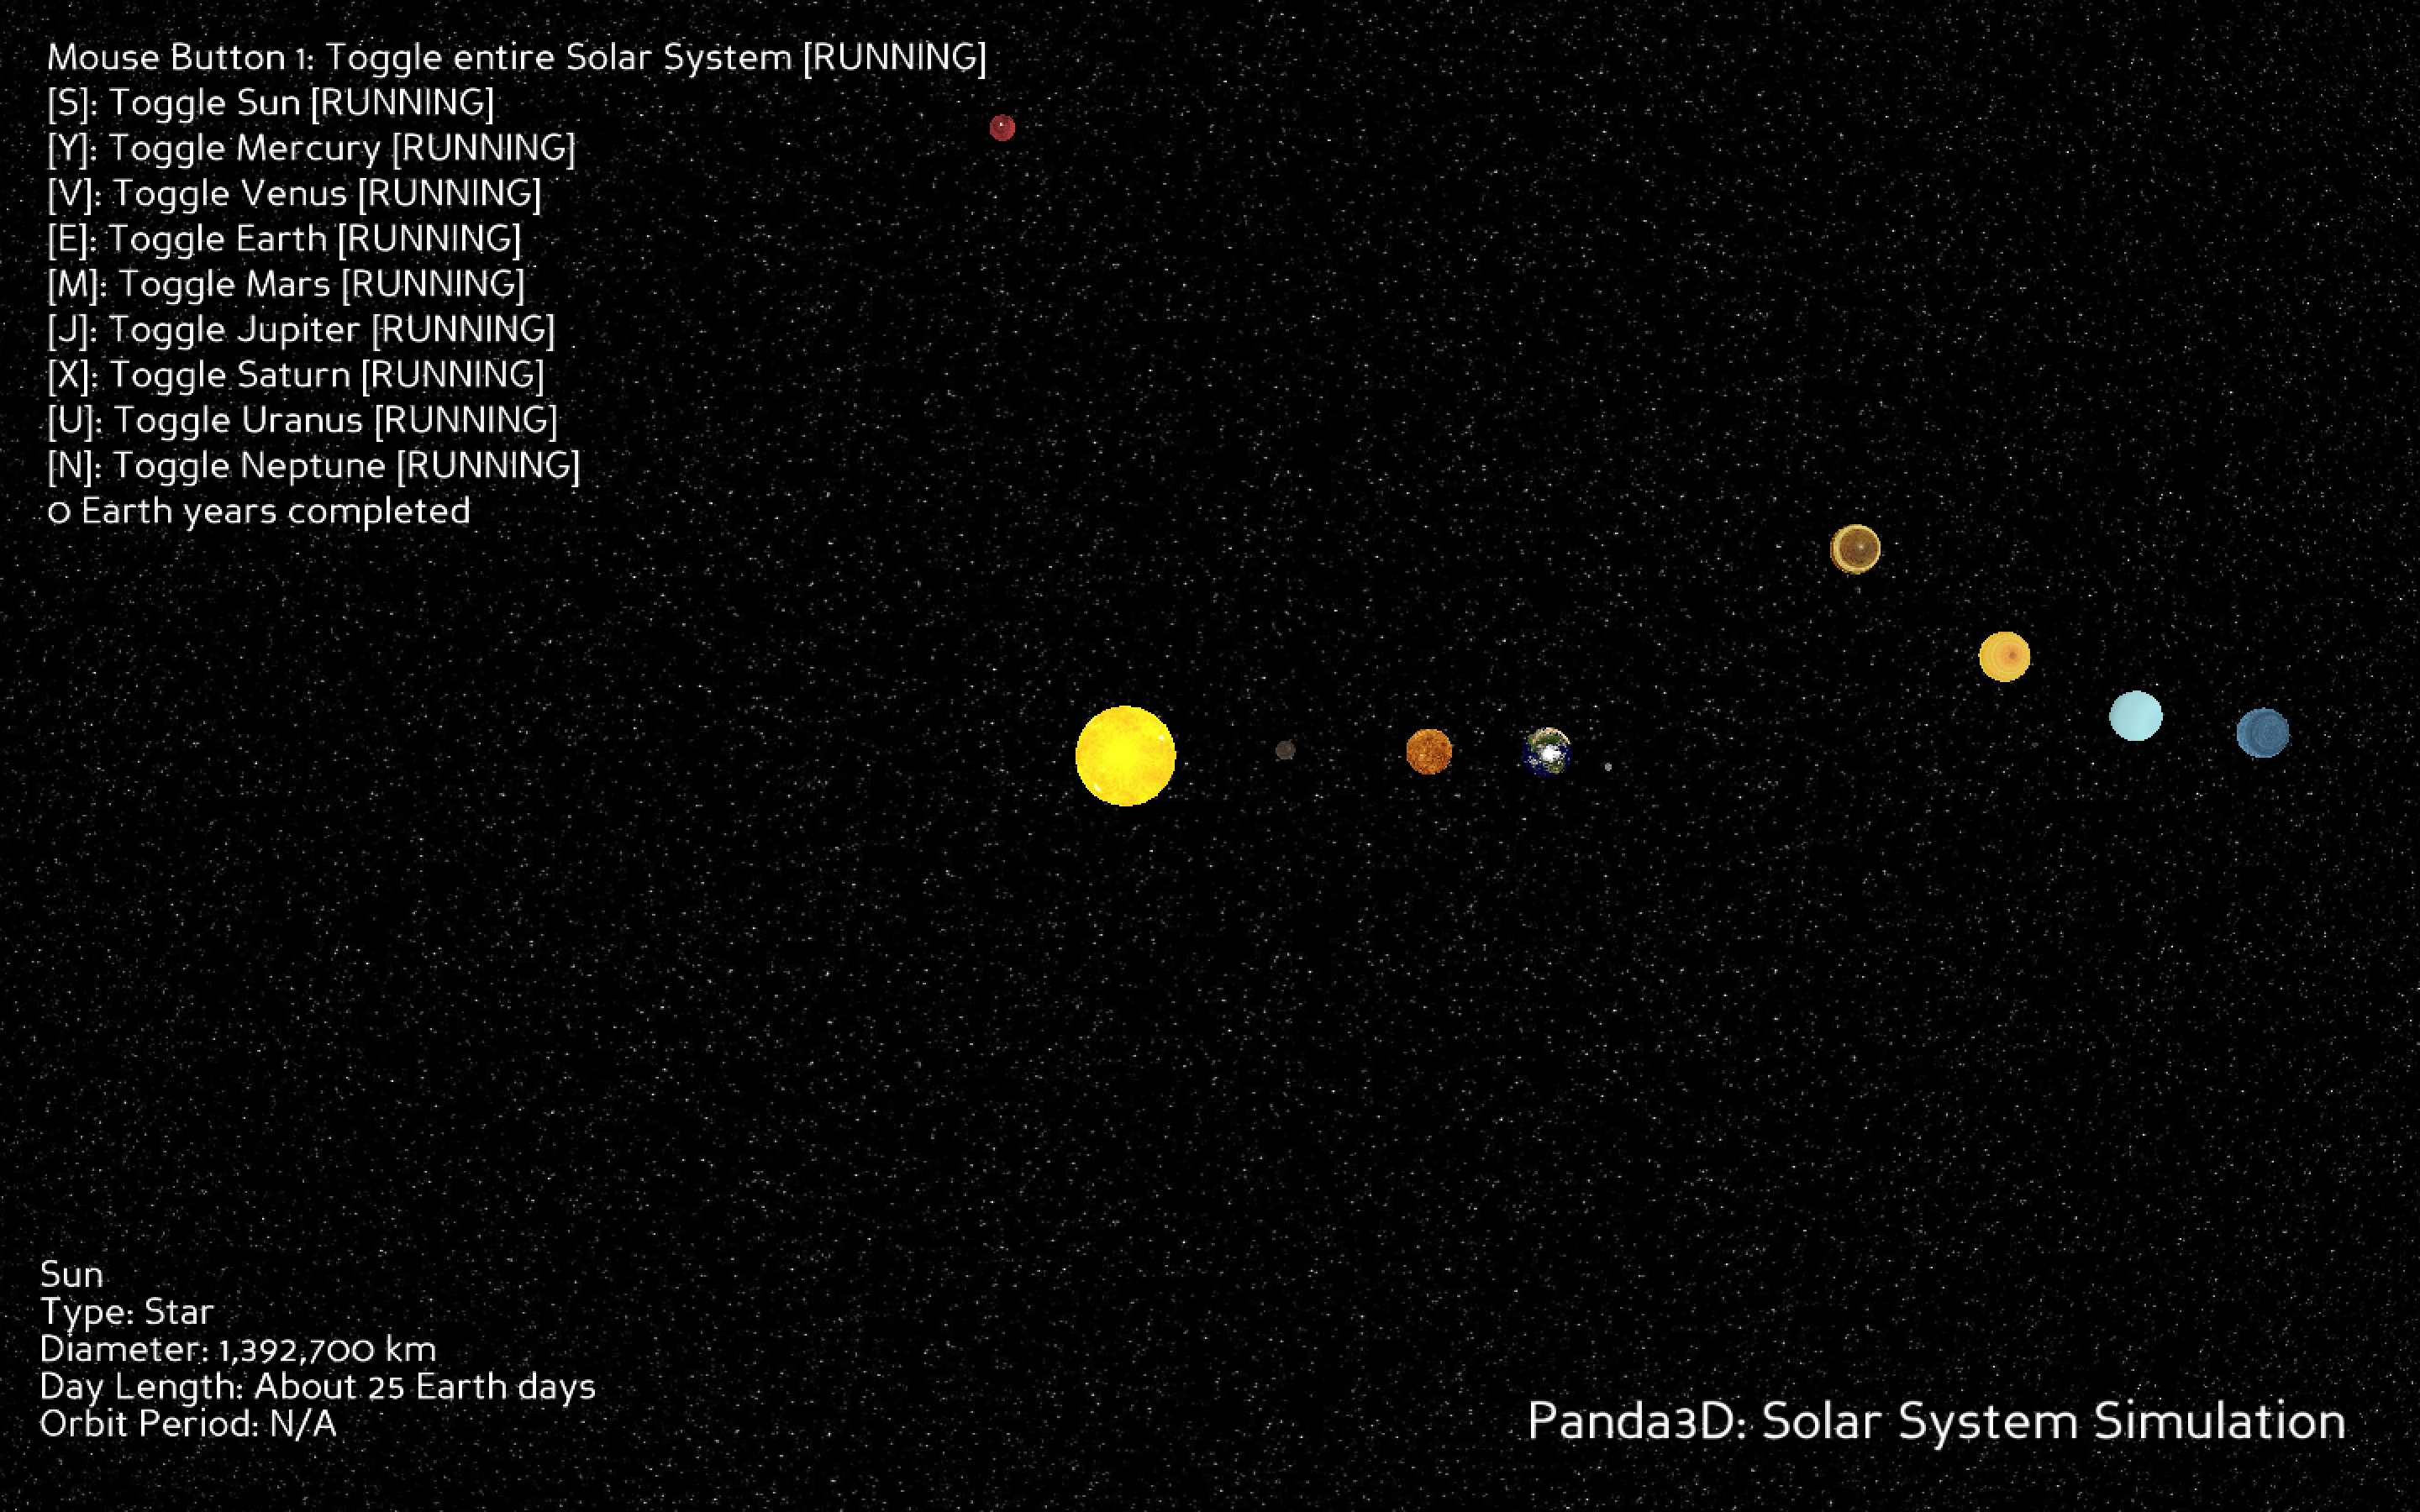 Mouse Button 1: Toggle entire Solar System [RUNNING]
[S]: Toggle Sun [RUNNING]
[Y]: Toggle Mercury [RUNNING]
[V]: Toggle Venus [RUNNING]
[E]: Toggle Earth [RUNNING]
[M]: Toggle Mars [RUNNING]
[J]: Toggle Jupiter [RUNNING]
[X]: Toggle Saturn [RUNNING]
[U]: Toggle Uranus [RUNNING]
[N]: Toggle Neptune [RUNNING]
0 Earth years completed
Sun
Type: Star
Diameter: 1,392,700 km
Day Length: About 25 Earth days
Orbit Period: N/A
Panda3D: Solar System Simulation